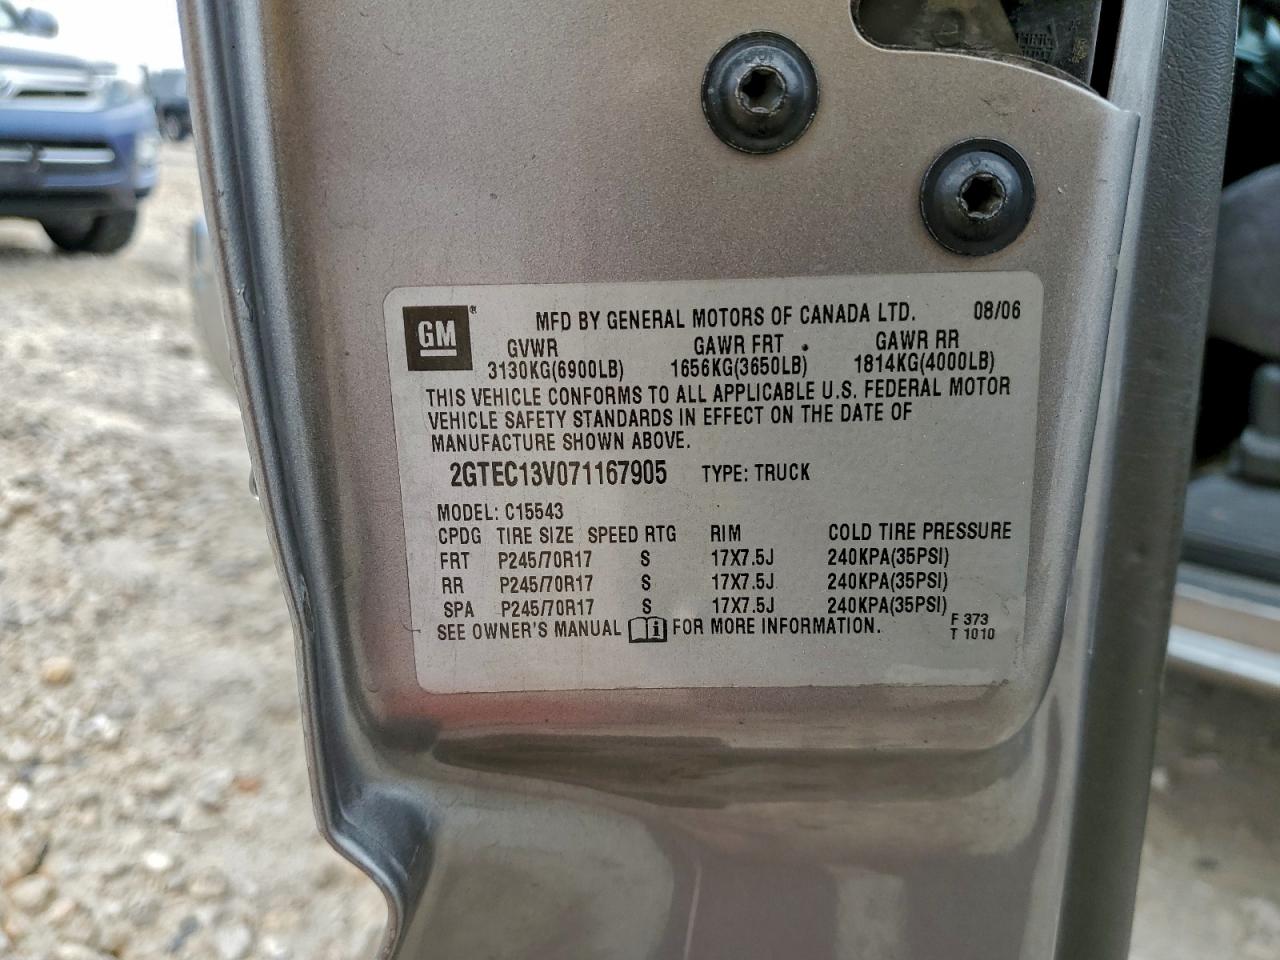 GM ® MFD BY GENERAL MOTORS OF CANADA LTD. 08/06
GVWR GAWR FRT GAWR RR
3130KG(6900LB) 1656KG(3650LB) 1814KG(4000LB)
THIS VEHICLE CONFORMS TO ALL APPLICABLE U.S. FEDERAL MOTOR
VEHICLE SAFETY STANDARDS IN EFFECT ON THE DATE OF
MANUFACTURE SHOWN ABOVE.
2GTEC13V071167905 TYPE: TRUCK
MODEL: C15543
CPDG TIRE SIZE SPEED RTG RIM COLD TIRE PRESSURE
FRT P245/70R17 S 17X7.5J 240KPA(35PSI)
RR P245/70R17 S 17X7.5J 240KPA(35PSI)
SPA P245/70R17 S 17X7.5J 240KPA(35PSI)
SEE OWNER'S MANUAL i FOR MORE INFORMATION. F 373
T 1010